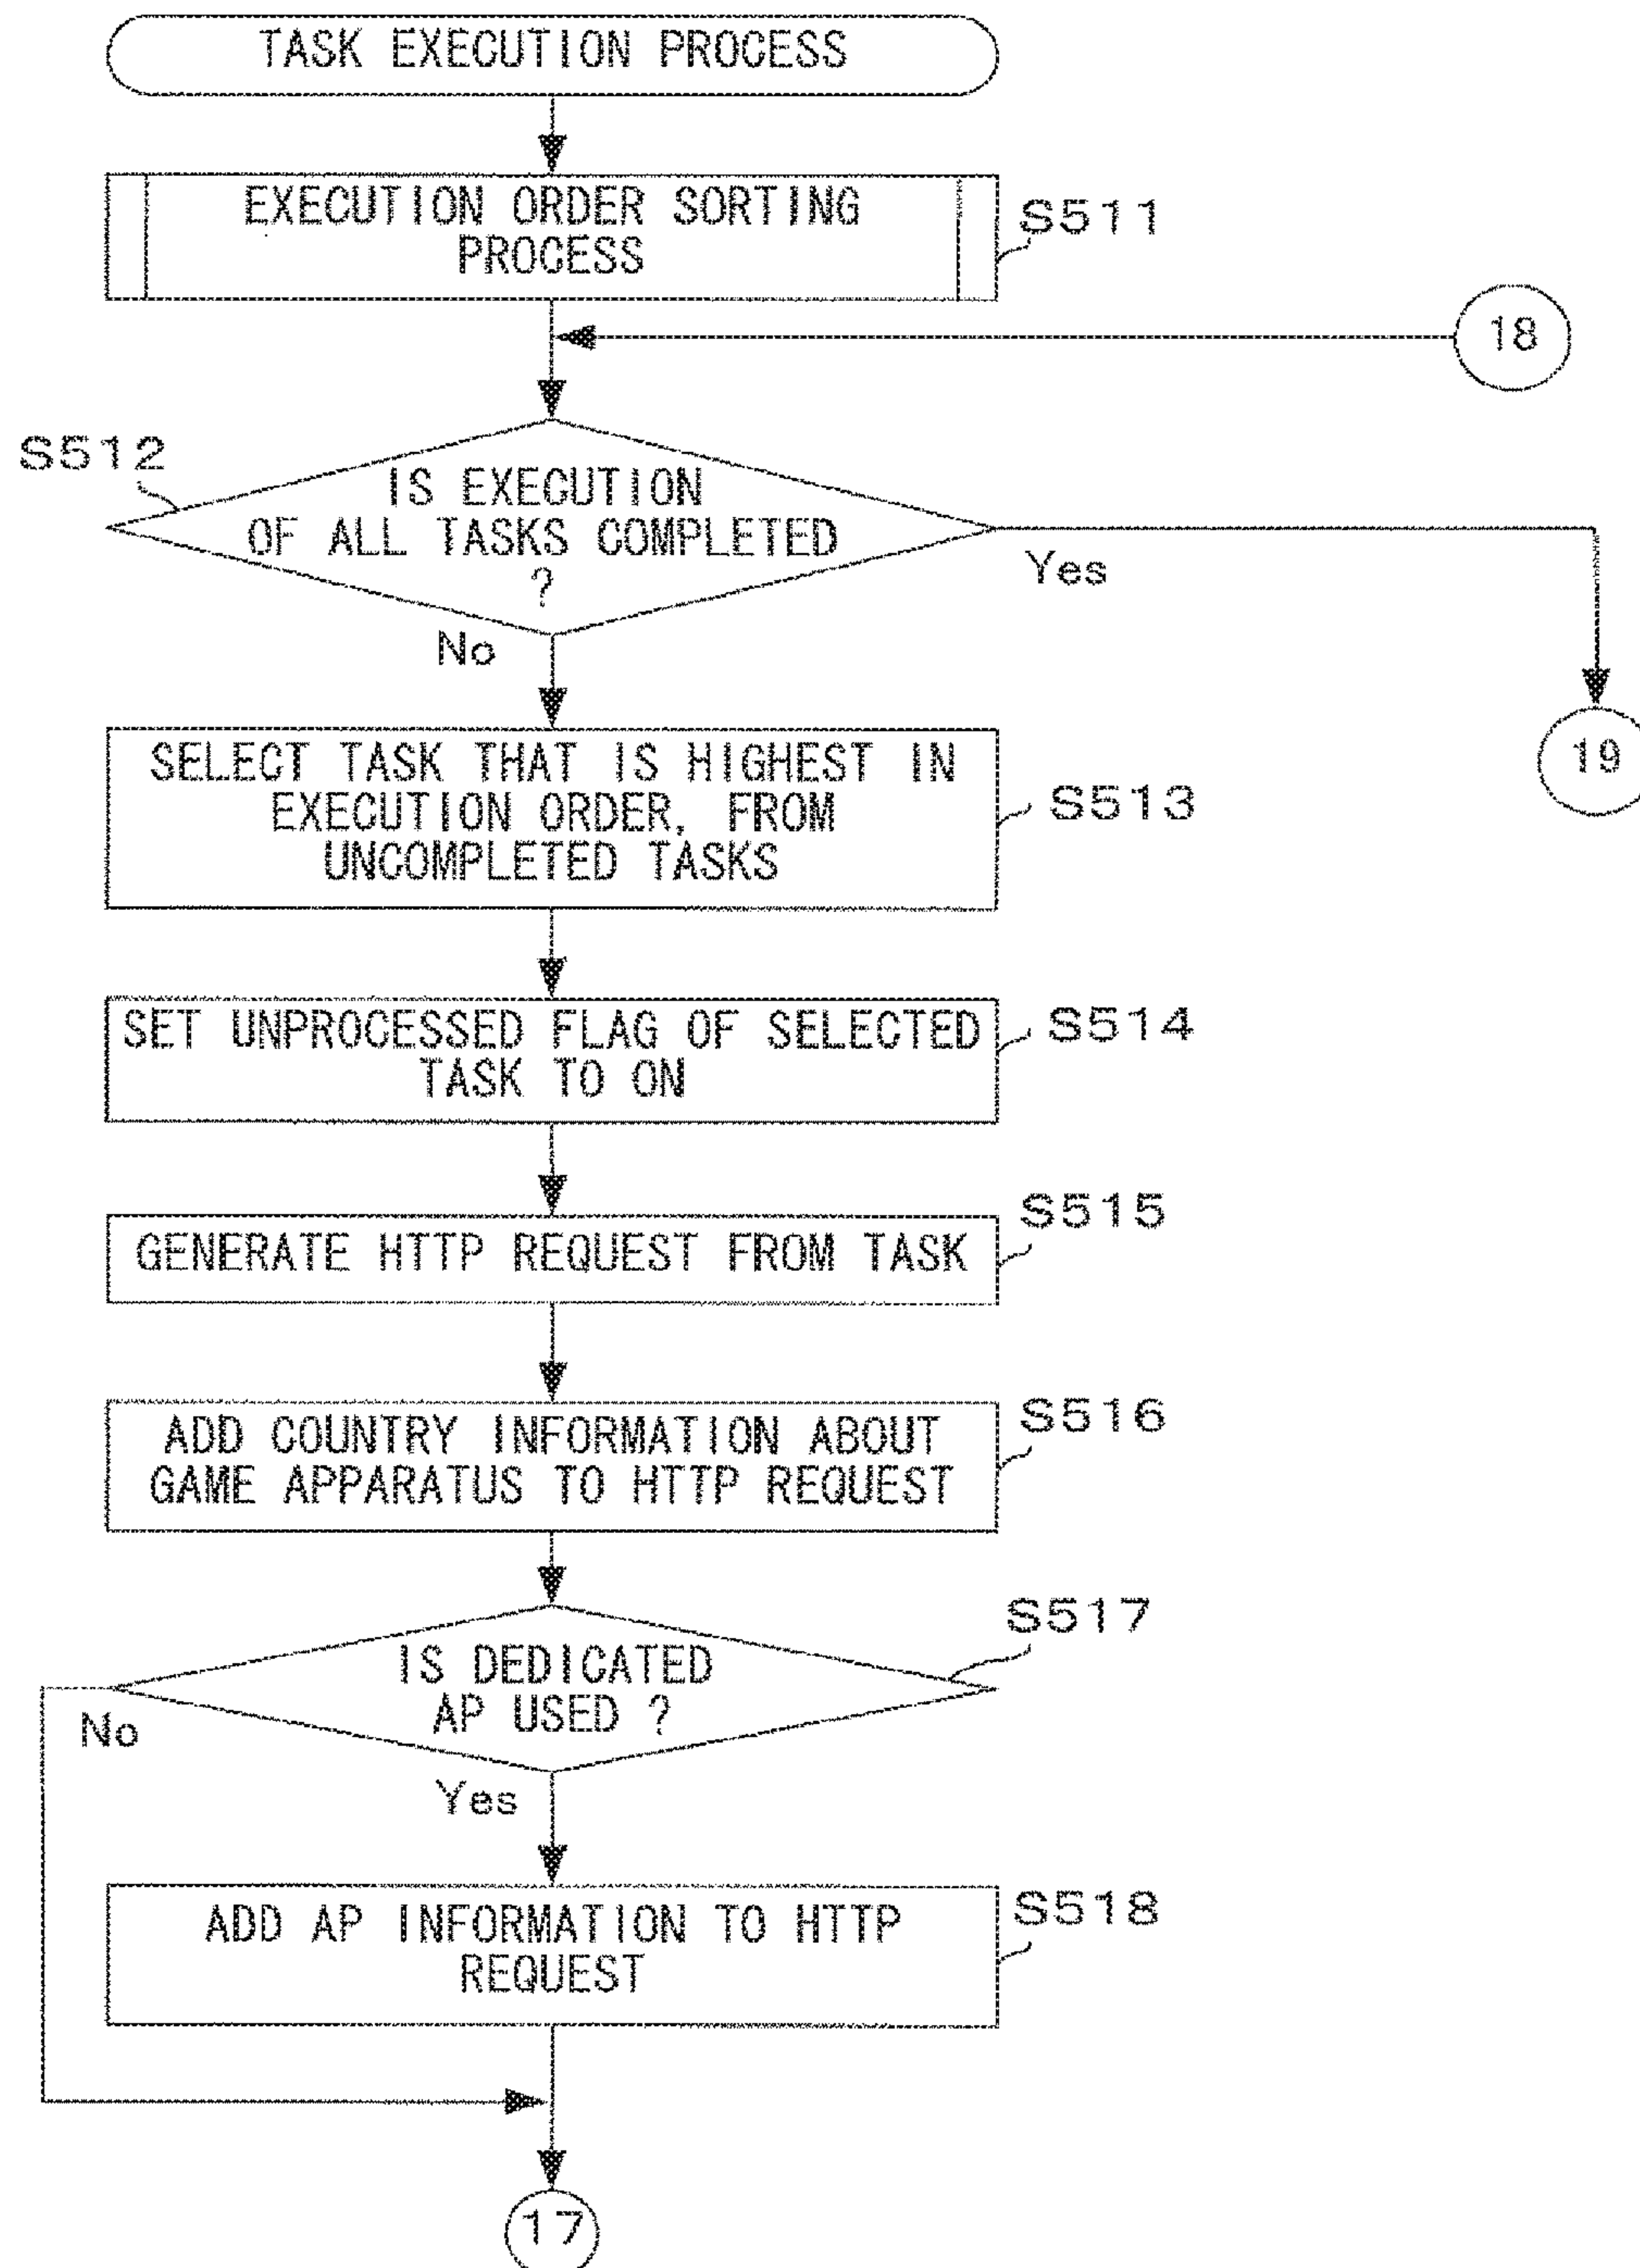 TASK EXECUTION PROCESS
EXECUTION ORDER SORTING
PROCESS
S511
18
S512
IS EXECUTION
OF ALL TASKS COMPLETED
?
Yes
No
19
SELECT TASK THAT IS HIGHEST IN
EXECUTION ORDER, FROM
UNCOMPLETED TASKS
S513
SET UNPROCESSED FLAG OF SELECTED
TASK TO ON
S514
GENERATE HTTP REQUEST FROM TASK
S515
ADD COUNTRY INFORMATION ABOUT
GAME APPARATUS TO HTTP REQUEST
S516
IS DEDICATED
AP USED ?
S517
No
Yes
ADD AP INFORMATION TO HTTP
REQUEST
S518
17